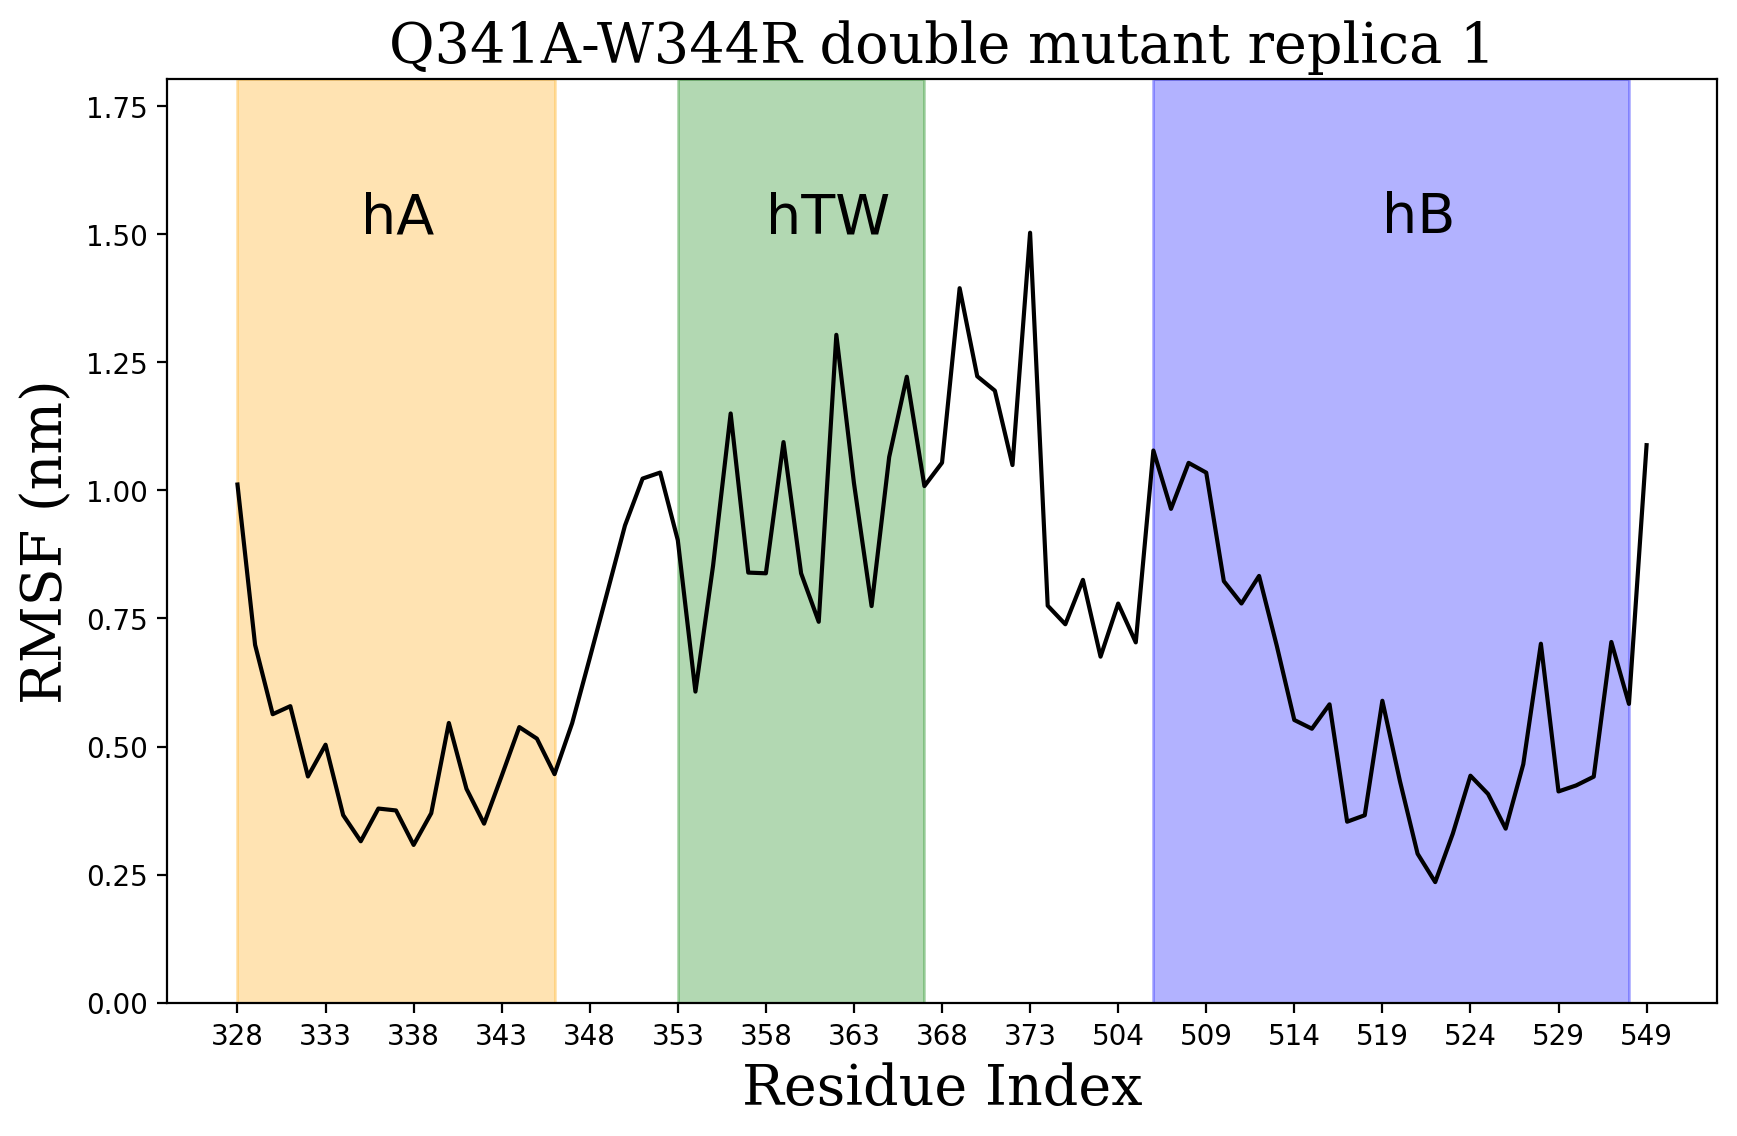 Q341A-W344R double mutant replica 1
1.75
1.50
1.25
1.00
0.75
0.50
0.25
0.00
RMSF (nm)
hA
hTW
hB
328 333 338 343 348 353 358 363 368 373 504 509 514 519 524 529 549
Residue Index